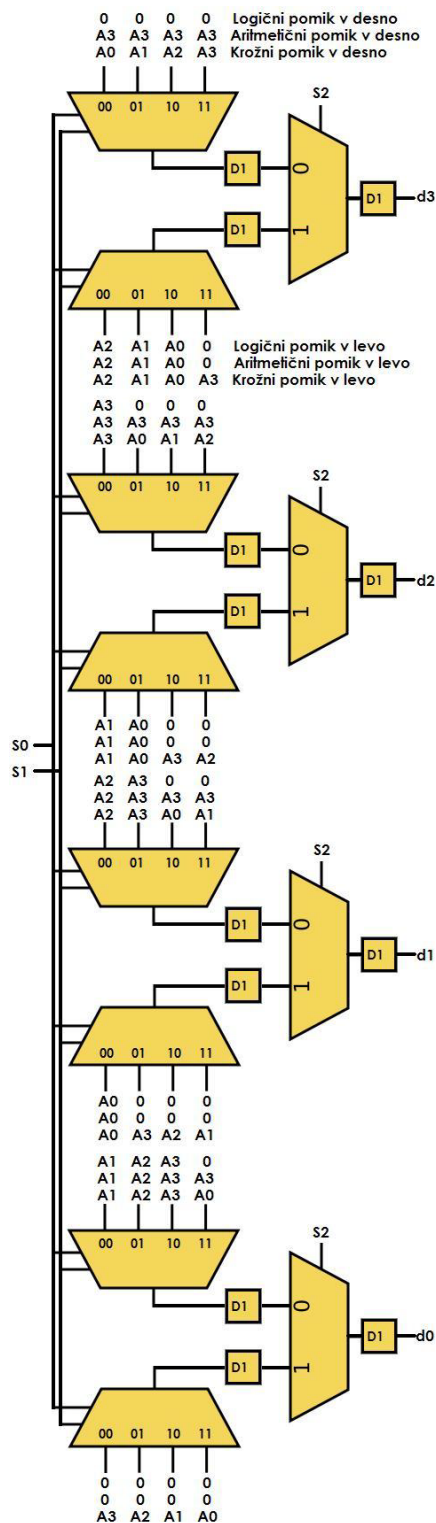 0 0 0 0 Logični pomik v desno
A3 A3 A3 A3 Aritmetični pomik v desno
A0 A1 A2 A3 Krožni pomik v desno
00 01 10 11
S2
D1 0
D1 d3
D1 1
00 01 10 11
A2 A1 A0 0 Logični pomik v levo
A2 A1 A0 0 Aritmetični pomik v levo
A2 A1 A0 A3 Krožni pomik v levo
A3 0 0 0
A3 A3 A3 A3
A3 A0 A1 A2
00 01 10 11
S2
D1 0
D1 d2
D1 1
00 01 10 11
A1 A0 0 0
A1 A0 0 0
A1 A0 A3 A2
S0
S1
A2 A3 0 0
A2 A3 A3 A3
A2 A3 A0 A1
00 01 10 11
S2
D1 0
D1 d1
D1 1
00 01 10 11
A0 0 0 0
A0 0 0 0
A0 A3 A2 A1
A1 A2 A3 0
A1 A2 A3 A3
A1 A2 A3 A0
00 01 10 11
S2
D1 0
D1 d0
D1 1
00 01 10 11
0 0 0 0
0 0 0 0
A3 A2 A1 A0